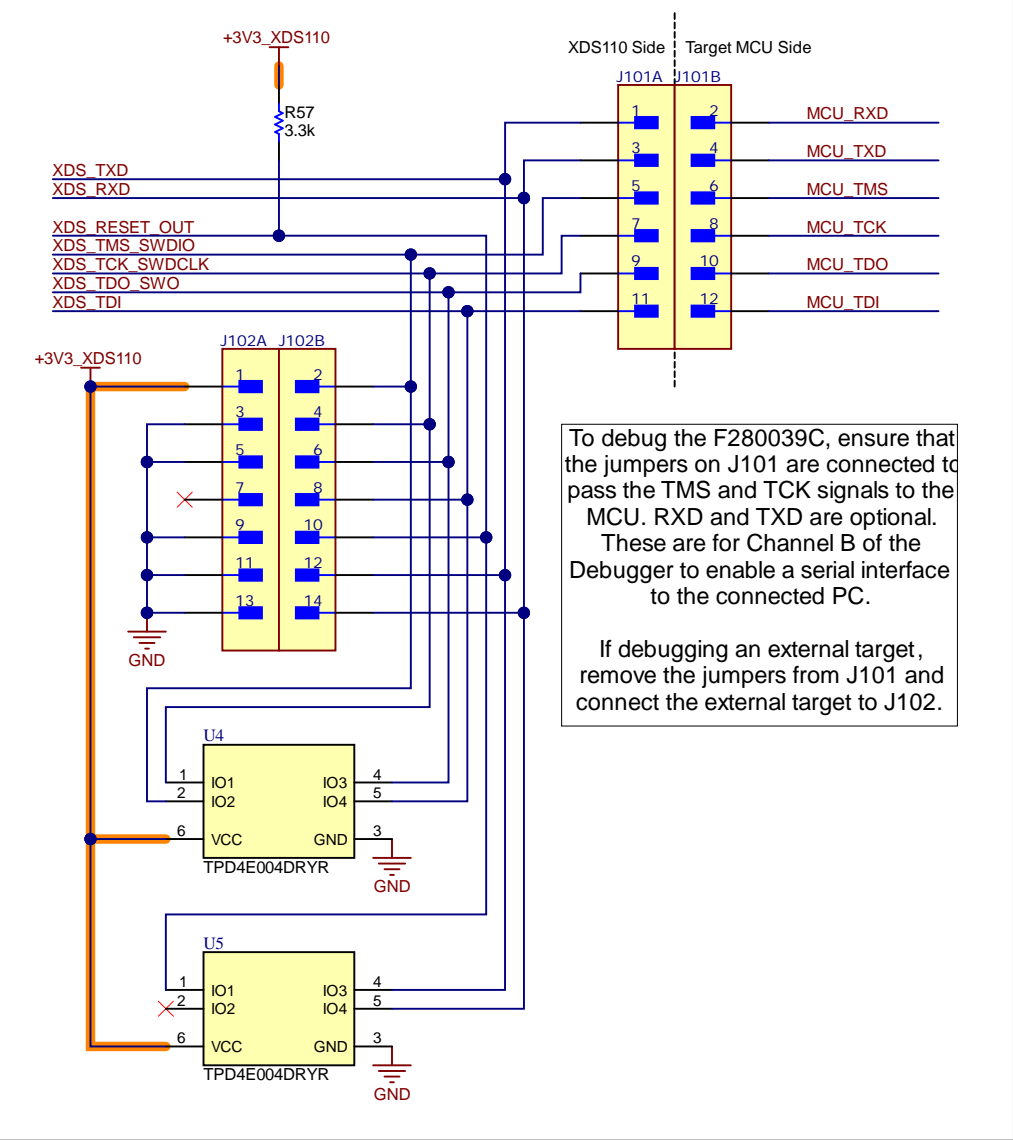 +3V3_XDS110
XDS110 Side
Target MCU Side
J101A
J101B
R57
3.3k
1
2
MCU_RXD
3
4
MCU_TXD
5
6
MCU_TMS
7
8
MCU_TCK
9
10
MCU_TDO
11
12
MCU_TDI
XDS_TXD
XDS_RXD
XDS_RESET_OUT
XDS_TMS_SWDIO
XDS_TCK_SWDCLK
XDS_TDO_SWO
XDS_TDI
J102A
J102B
+3V3_XDS110
1
2
3
4
5
6
7
8
9
10
11
12
13
14
GND
To debug the F280039C, ensure that
the jumpers on J101 are connected to
pass the TMS and TCK signals to the
MCU. RXD and TXD are optional.
These are for Channel B of the
Debugger to enable a serial interface
to the connected PC.
If debugging an external target,
remove the jumpers from J101 and
connect the external target to J102.
U4
1
IO1
IO3
4
2
IO2
IO4
5
6
VCC
GND
3
TPD4E004DRYR
GND
U5
1
IO1
IO3
4
2
IO2
IO4
5
6
VCC
GND
3
TPD4E004DRYR
GND